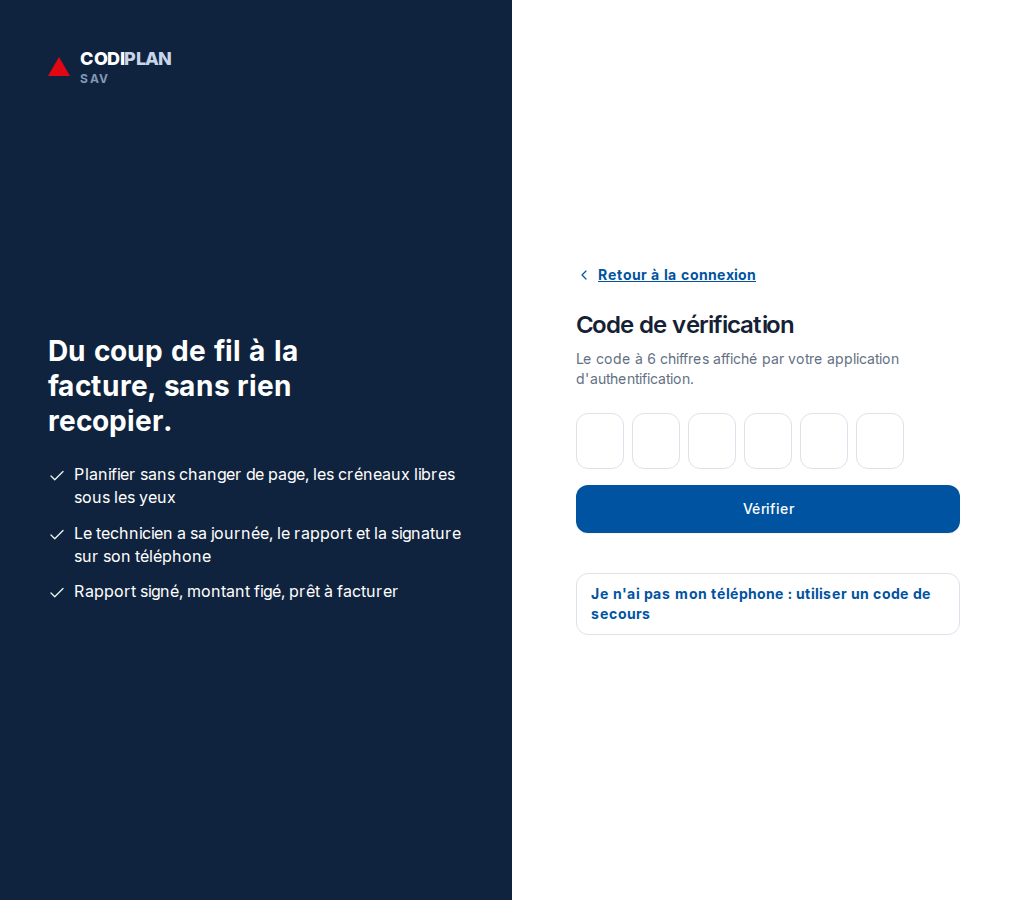 CODIPLAN
SAV
Du coup de fil à la
facture, sans rien
recopier.
Planifier sans changer de page, les créneaux libres
sous les yeux
Le technicien a sa journée, le rapport et la signature
sur son téléphone
Rapport signé, montant figé, prêt à facturer
Retour à la connexion
Code de vérification
Le code à 6 chiffres affiché par votre application
d'authentification.
Vérifier
Je n'ai pas mon téléphone : utiliser un code de
secours